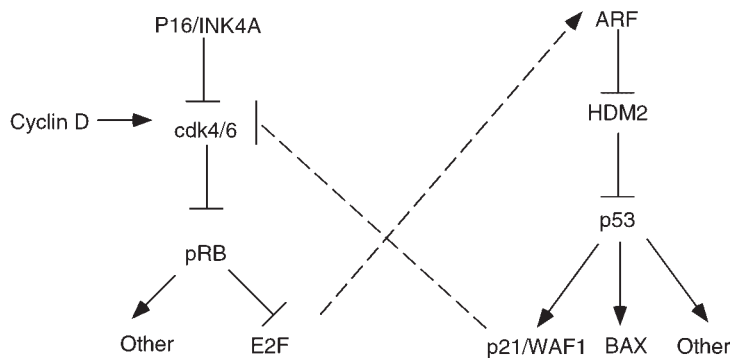 P16/INK4A
ARF
Cyclin D
cdk4/6
HDM2
pRB
p53
Other
E2F
p21/WAF1
BAX
Other